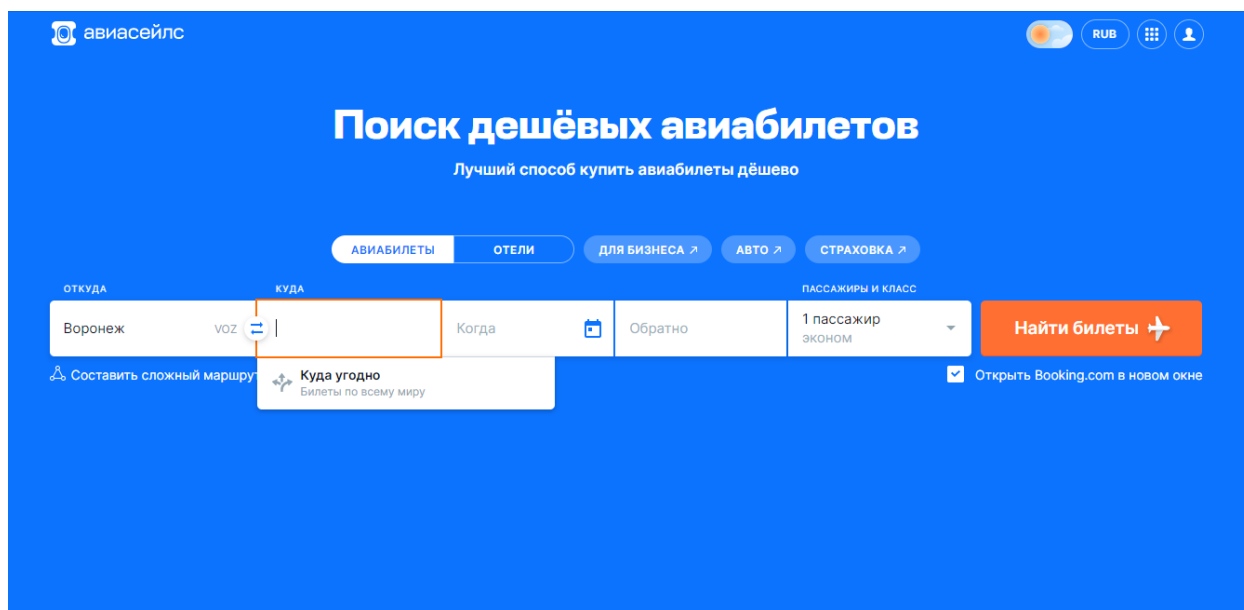 авиасейлс
RUB
Поиск дешёвых авиабилетов
Лучший способ купить авиабилеты дёшево
АВИАБИЛЕТЫ ОТЕЛИ ДЛЯ БИЗНЕСА АВТО СТРАХОВКА
ОТКУДА КУДА ПАССАЖИРЫ И КЛАСС
Воронеж VOZ Когда Обратно 1 пассажир
эконом
Найти билеты
Составить сложный маршрут
Куда угодно
Билеты по всему миру
Открыть Booking.com в новом окне